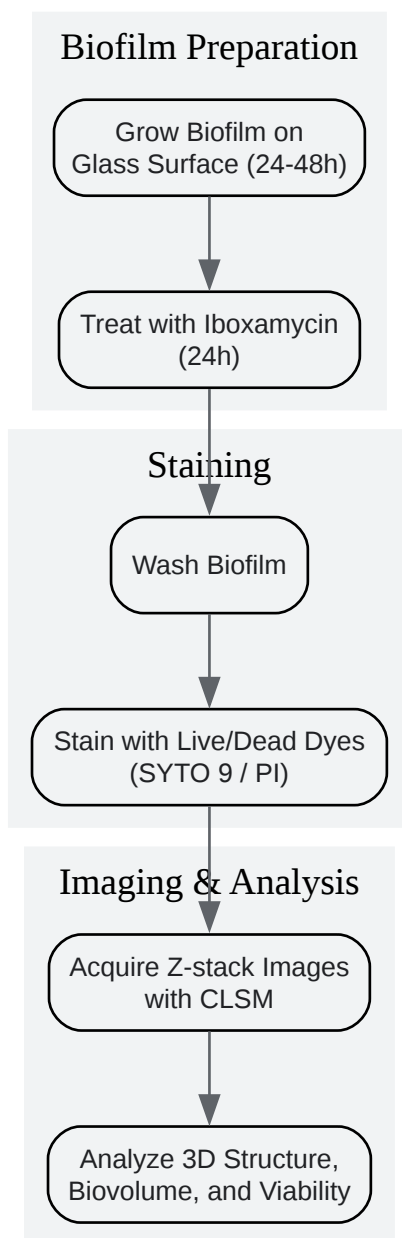 Biofilm Preparation
Grow Biofilm on
Glass Surface (24-48h)
Treat with Iboxamycin
(24h)
Staining
Wash Biofilm
Stain with Live/Dead Dyes
(SYTO 9 / PI)
Imaging & Analysis
Acquire Z-stack Images
with CLSM
Analyze 3D Structure,
Biovolume, and Viability